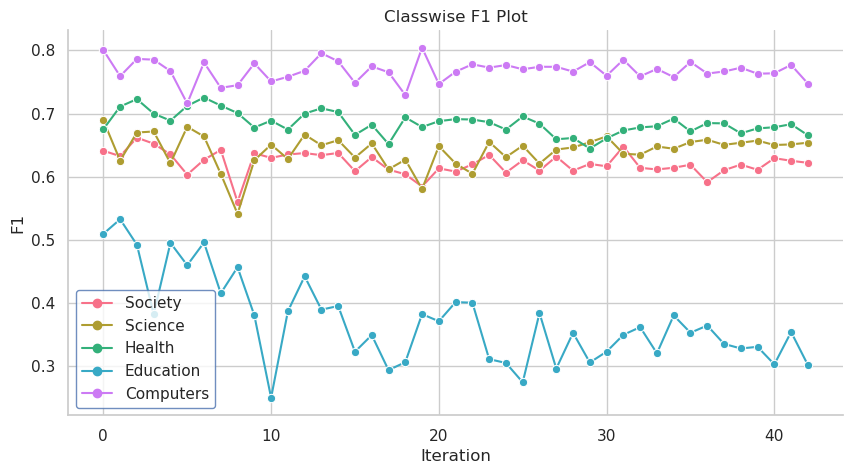 Classwise F1 Plot
F1
0.8
0.7
0.6
0.5
0.4
0.3
Society
Science
Health
Education
Computers
0 10 20 30 40
Iteration